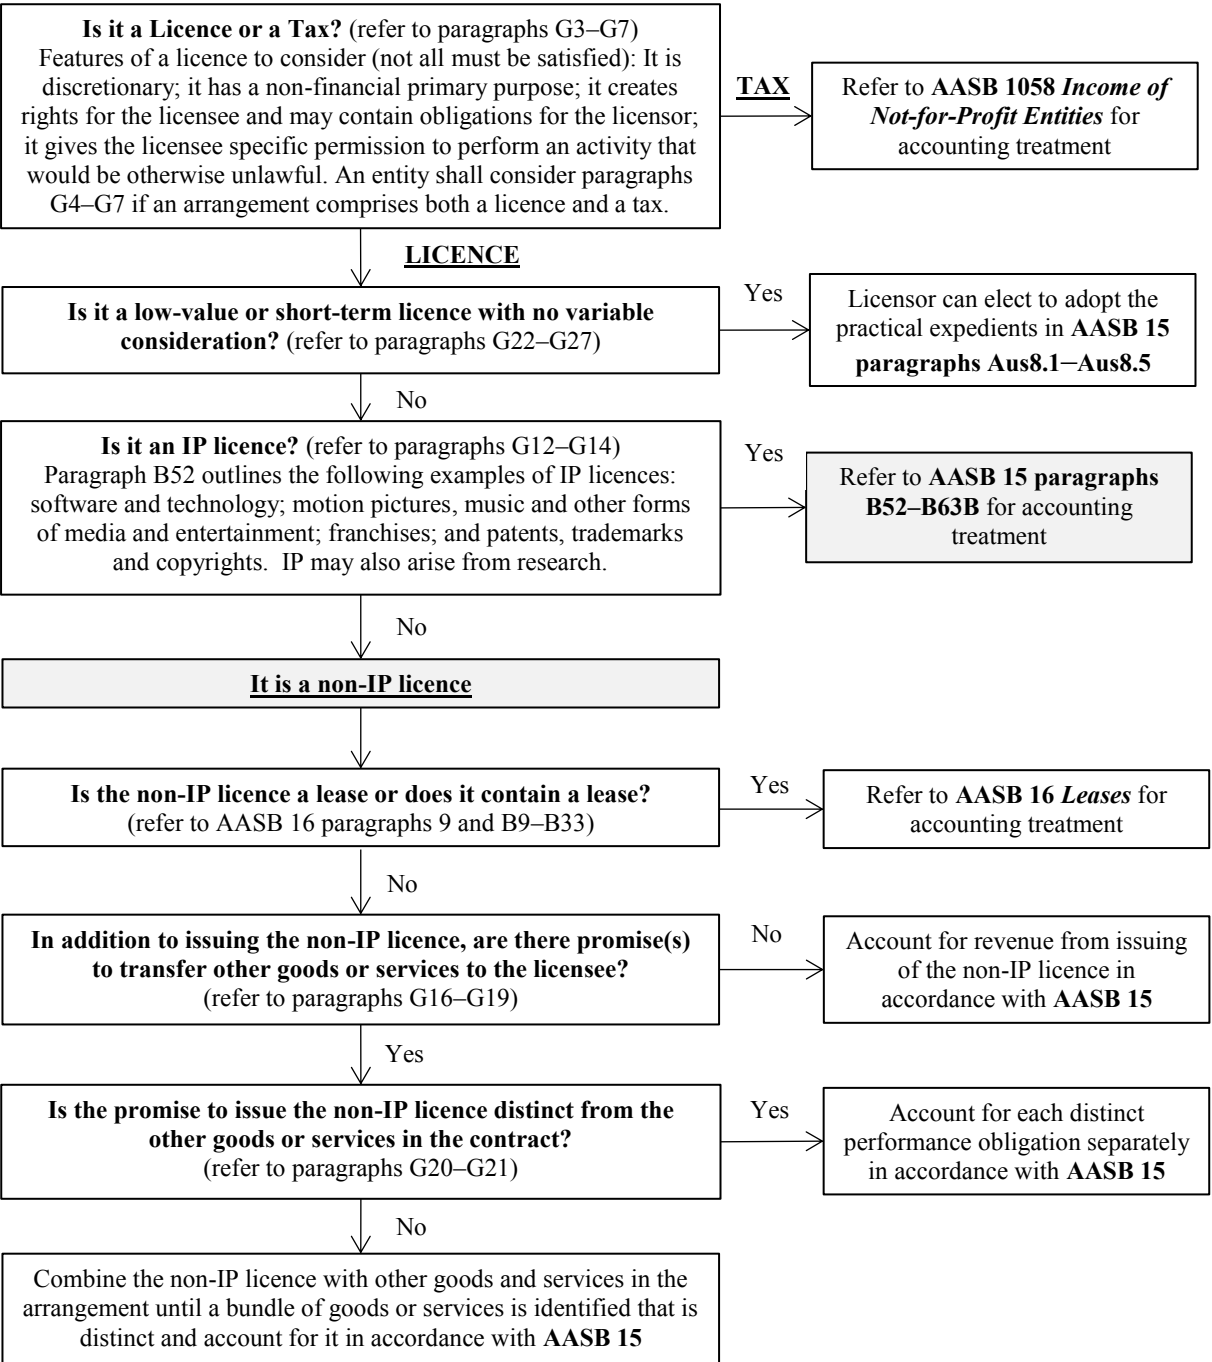 Is it a Licence or a Tax? (refer to paragraphs G3–G7)
Features of a licence to consider (not all must be satisfied): It is
discretionary; it has a non-financial primary purpose; it creates
rights for the licensee and may contain obligations for the licensor;
it gives the licensee specific permission to perform an activity that
would be otherwise unlawful. An entity shall consider paragraphs
G4–G7 if an arrangement comprises both a licence and a tax.
TAX
Refer to AASB 1058 Income of
Not-for-Profit Entities for
accounting treatment
LICENCE
Is it a low-value or short-term licence with no variable
consideration? (refer to paragraphs G22–G27)
Yes
Licensor can elect to adopt the
practical expedients in AASB 15
paragraphs Aus8.1–Aus8.5
No
Is it an IP licence? (refer to paragraphs G12–G14)
Paragraph B52 outlines the following examples of IP licences:
software and technology; motion pictures, music and other forms
of media and entertainment; franchises; and patents, trademarks
and copyrights. IP may also arise from research.
Yes
Refer to AASB 15 paragraphs
B52–B63B for accounting
treatment
No
It is a non-IP licence
Is the non-IP licence a lease or does it contain a lease?
(refer to AASB 16 paragraphs 9 and B9–B33)
Yes
Refer to AASB 16 Leases for
accounting treatment
No
In addition to issuing the non-IP licence, are there promise(s)
to transfer other goods or services to the licensee?
(refer to paragraphs G16–G19)
No
Account for revenue from issuing
of the non-IP licence in
accordance with AASB 15
Yes
Is the promise to issue the non-IP licence distinct from the
other goods or services in the contract?
(refer to paragraphs G20–G21)
Yes
Account for each distinct
performance obligation separately
in accordance with AASB 15
No
Combine the non-IP licence with other goods and services in the
arrangement until a bundle of goods or services is identified that is
distinct and account for it in accordance with AASB 15